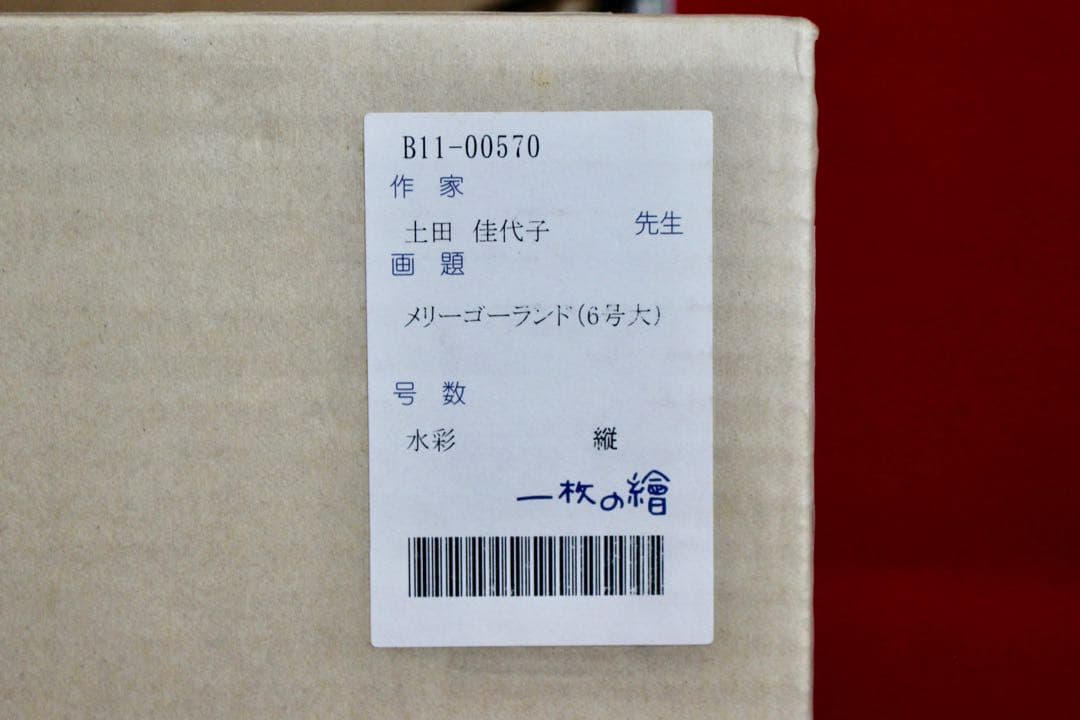 B11-00570
作 家
土田 佳代子 先生
画 題
メリーゴーランド(6号大)
号 数
水彩 縦
一枚の繪